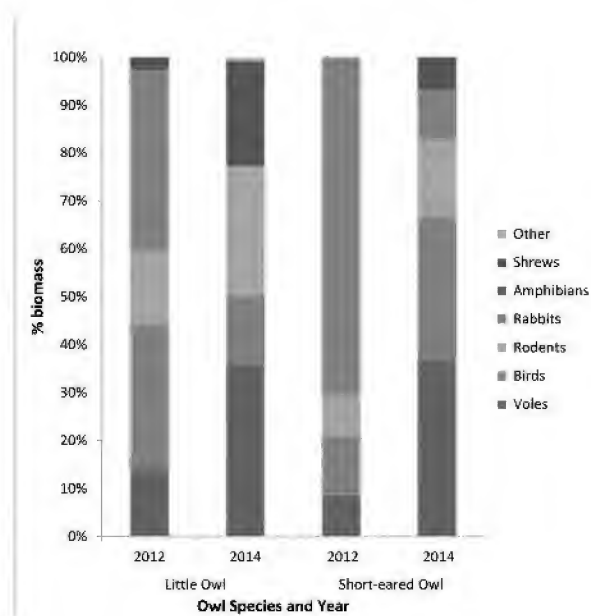 100%
90%
80%
70%
60%
50%
40%
30%
20%
10%
0%
% biomass
Other
Shrews
Amphibians
Rabbits
Rodents
Birds
Voles
2012 2014 2012 2014
Little Owl Short-eared Owl
Owl Species and Year